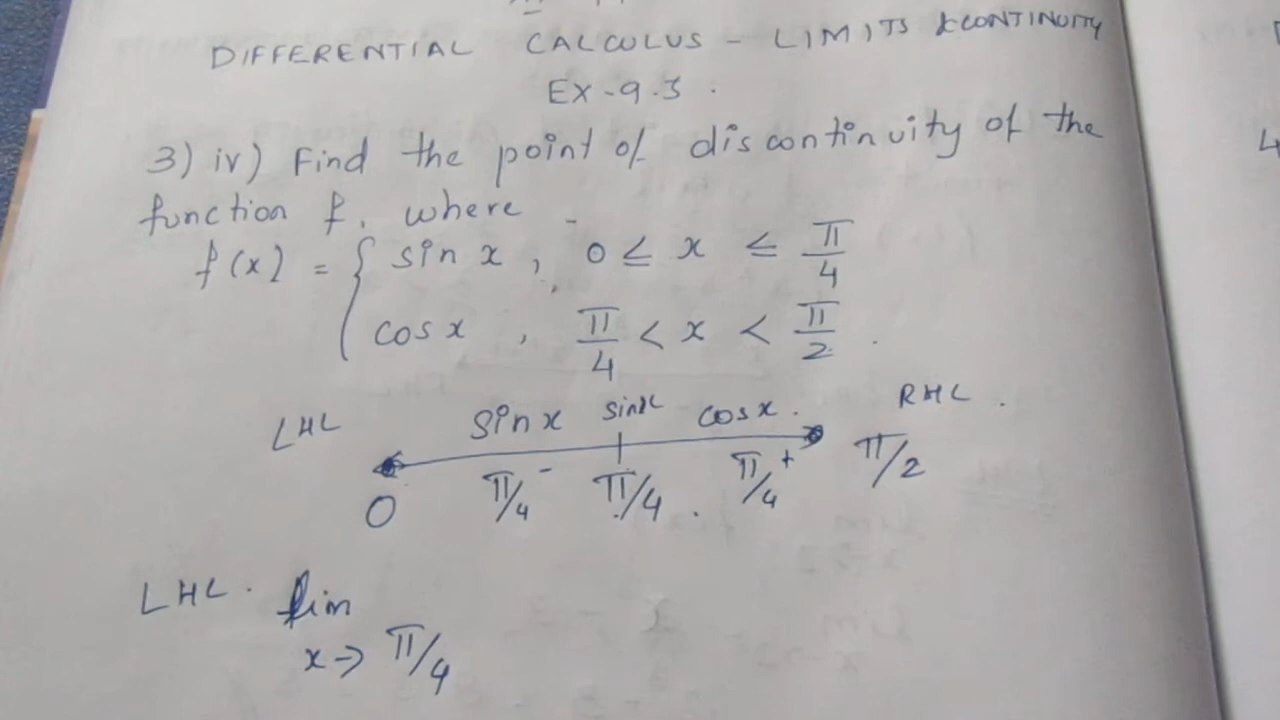 DIFFERENTIAL CALCULUS - LIMITS & CONTINUITY
EX-9.3.
3) iv) Find the point of discontinuity of the
function f, where
f(x) = { sin x, 0 ≤ x ≤ π/4
cos x, π/4 < x < π/2.
LHL sin x sin x cos x. RHL.
0 π/4⁻ π/4. π/4⁺ π/2
LHL. lim
x → π/4